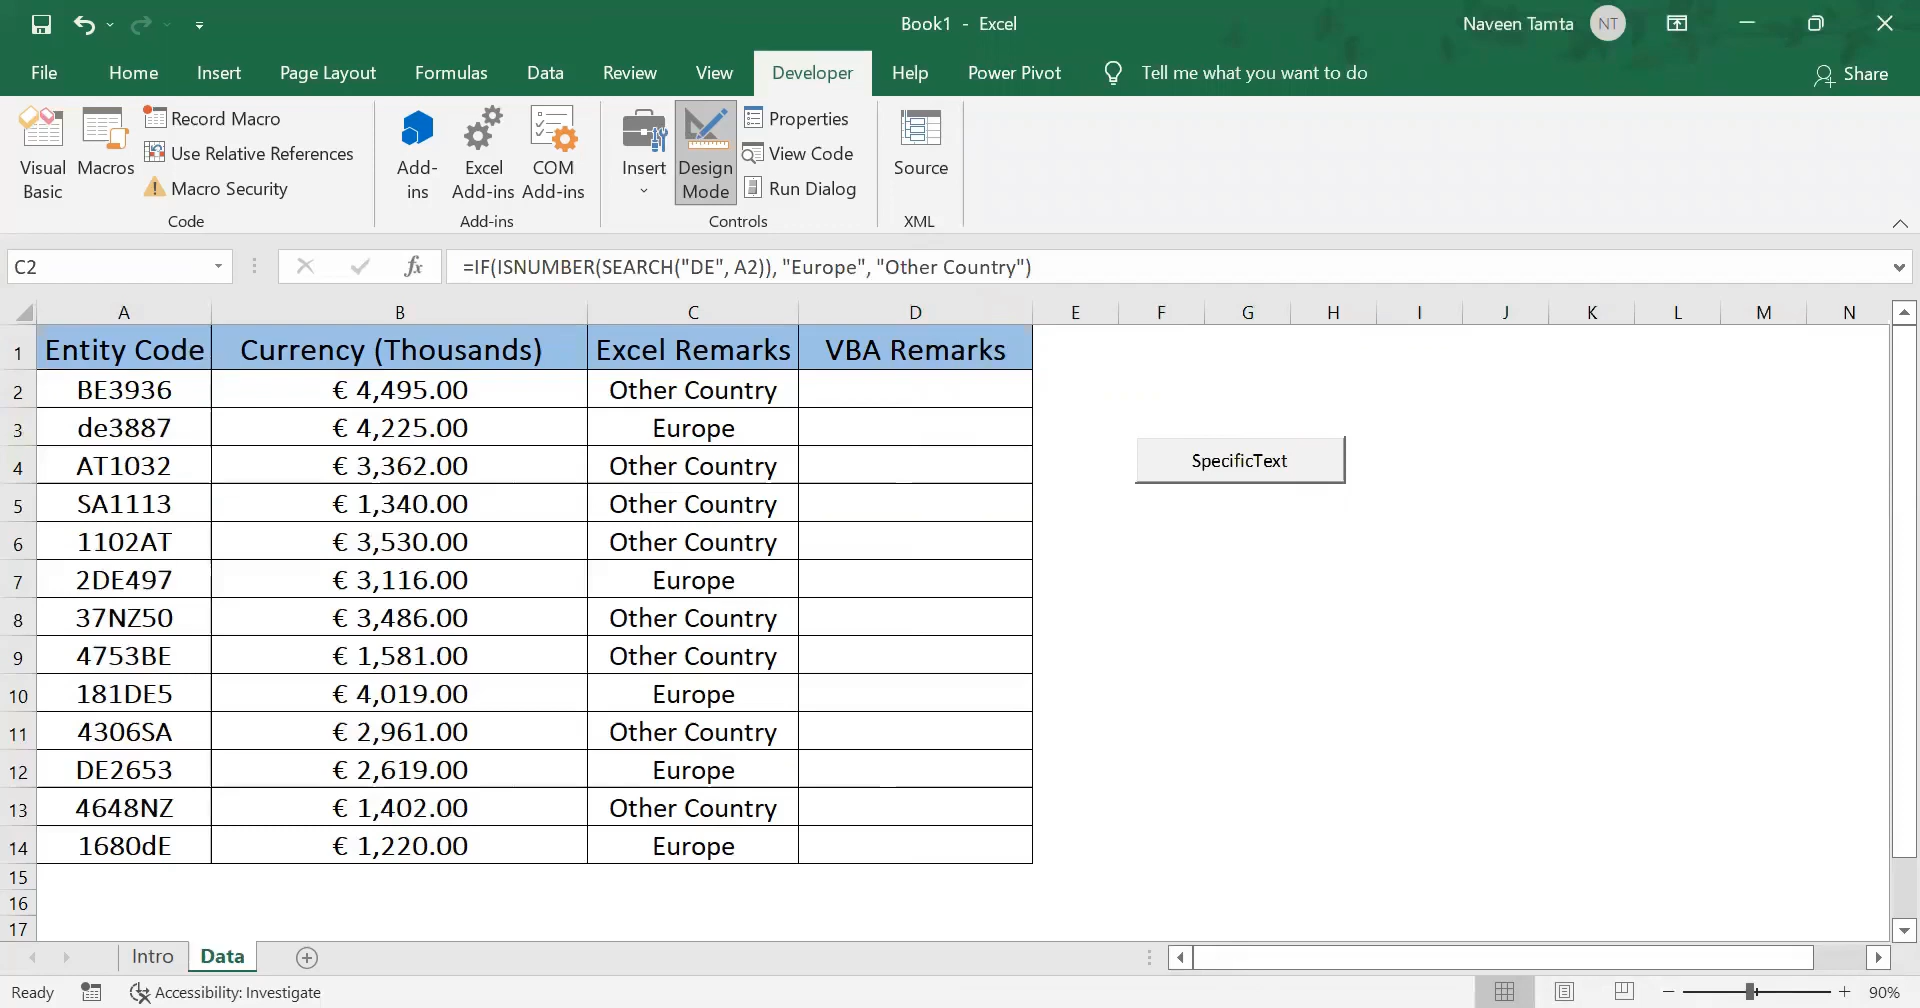 Book1 - Excel
Naveen Tamta
NT
File Home Insert Page Layout Formulas Data Review View Developer Help Power Pivot Tell me what you want to do Share
Visual Basic
Macros
Record Macro
Use Relative References
Macro Security
Code
Add-ins
Excel Add-ins
COM Add-ins
Add-ins
Insert
Design Mode
Properties
View Code
Run Dialog
Controls
Source
XML
C2 fx =IF(ISNUMBER(SEARCH("DE", A2)), "Europe", "Other Country")
A B C D E F G H I J K L M N
1 Entity Code Currency (Thousands) Excel Remarks VBA Remarks
2 BE3936 € 4,495.00 Other Country
3 de3887 € 4,225.00 Europe
4 AT1032 € 3,362.00 Other Country
SpecificText
5 SA1113 € 1,340.00 Other Country
6 1102AT € 3,530.00 Other Country
7 2DE497 € 3,116.00 Europe
8 37NZ50 € 3,486.00 Other Country
9 4753BE € 1,581.00 Other Country
10 181DE5 € 4,019.00 Europe
11 4306SA € 2,961.00 Other Country
12 DE2653 € 2,619.00 Europe
13 4648NZ € 1,402.00 Other Country
14 1680dE € 1,220.00 Europe
15
16
17
Intro Data
Ready Accessibility: Investigate 90%